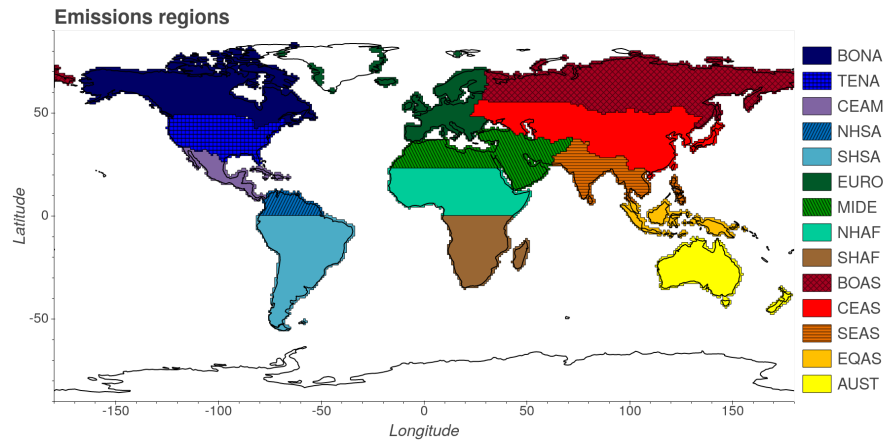 Emissions regions
BONA
TENA
CEAM
NHSA
SHSA
EURO
MIDE
NHAF
SHAF
BOAS
CEAS
SEAS
EQAS
AUST
50
0
-50
Latitude
-150
-100
-50
0
50
100
150
Longitude